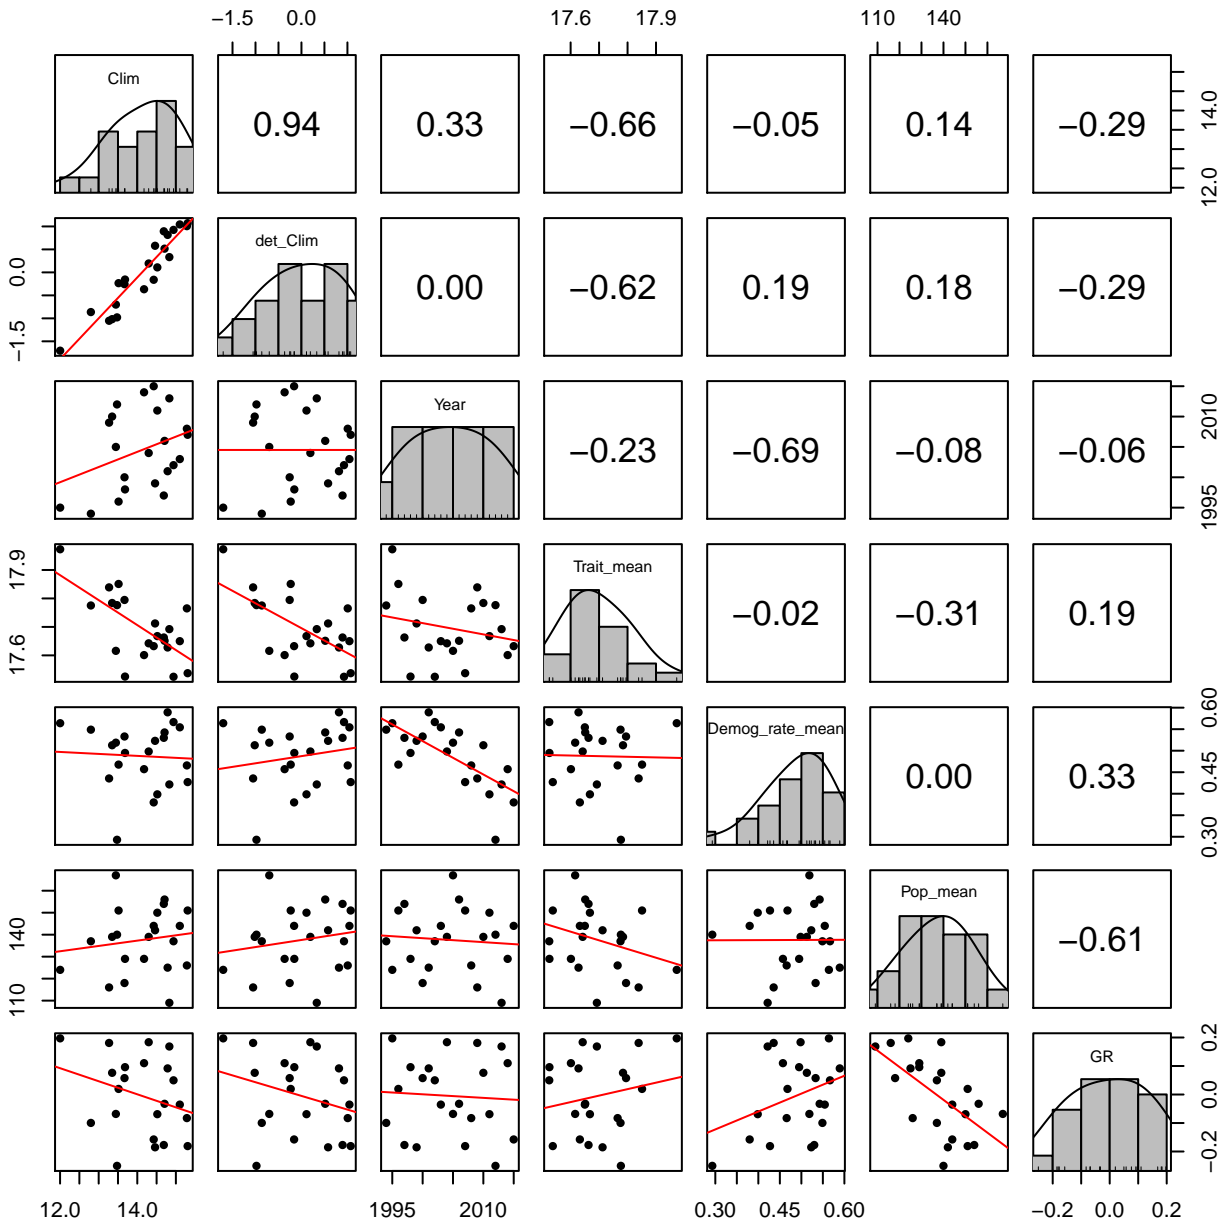 −1.5 0.0 17.6 17.9 110 140
Clim 0.94 0.33 −0.66 −0.05 0.14 −0.29 12.0 14.0
−1.5 0.0 det_Clim 0.00 −0.62 0.19 0.18 −0.29
Year −0.23 −0.69 −0.08 −0.06 1995 2010
17.6 17.9 Trait_mean −0.02 −0.31 0.19
Demog_rate_mean 0.00 0.33 0.30 0.45 0.60
110 140 Pop_mean −0.61
GR −0.2 0.0 0.2
12.0 14.0 1995 2010 0.30 0.45 0.60 −0.2 0.0 0.2